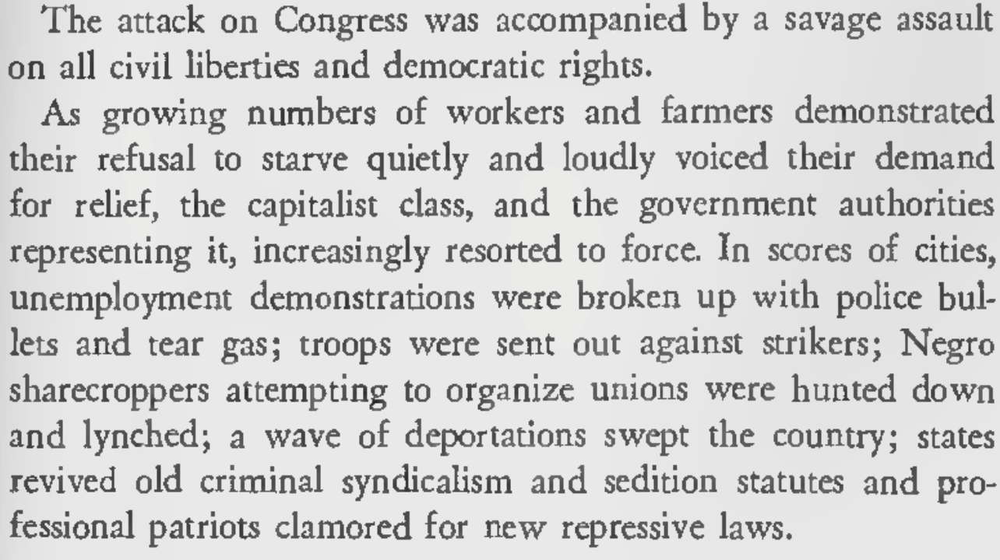 The attack on Congress was accompanied by a savage assault
on all civil liberties and democratic rights.
As growing numbers of workers and farmers demonstrated
their refusal to starve quietly and loudly voiced their demand
for relief, the capitalist class, and the government authorities
representing it, increasingly resorted to force. In scores of cities,
unemployment demonstrations were broken up with police bul-
lets and tear gas; troops were sent out against strikers; Negro
sharecroppers attempting to organize unions were hunted down
and lynched; a wave of deportations swept the country; states
revived old criminal syndicalism and sedition statutes and pro-
fessional patriots clamored for new repressive laws.